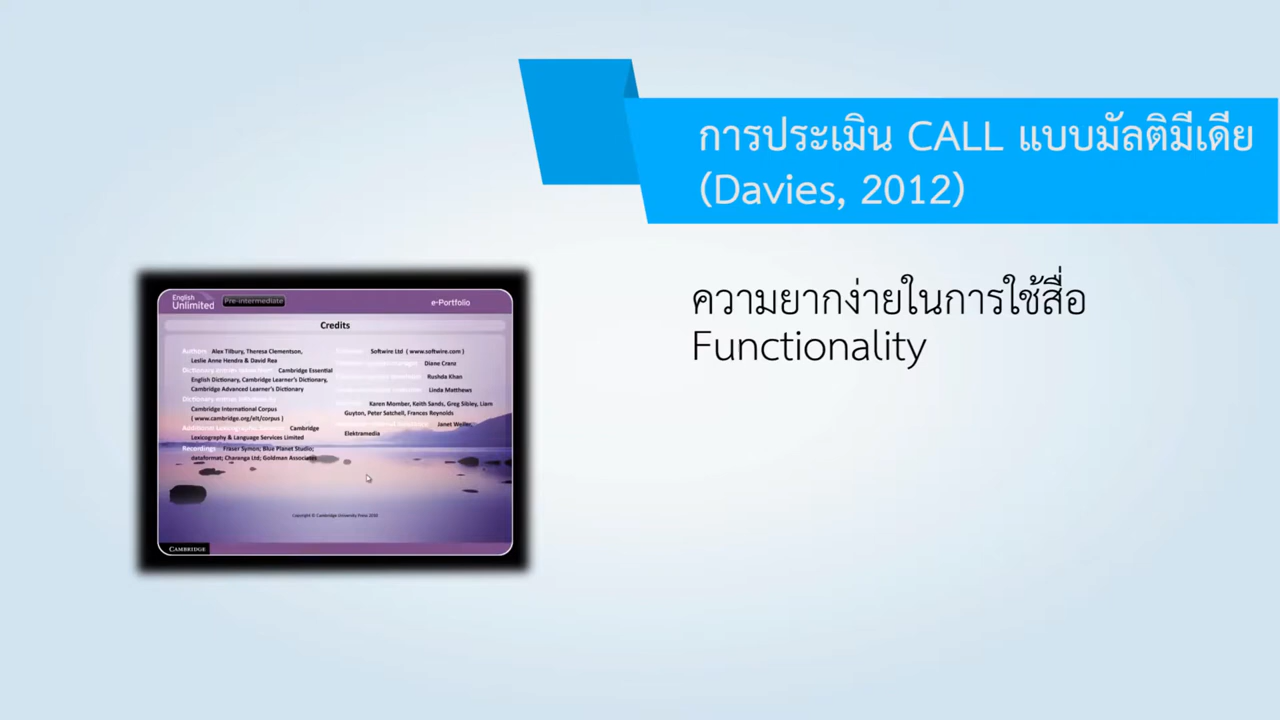 การประเมิน CALL แบบมัลติมีเดีย
(Davies, 2012)
ความยากง่ายในการใช้สื่อ
Functionality
English
Unlimited
Pre-intermediate
e-Portfolio
Credits
Authors Alex Tilbury, Theresa Clementson,
Leslie Anne Hendra & David Rea
Cambridge Essential
English Dictionary, Cambridge Learner's Dictionary,
Cambridge Advanced Learner's Dictionary
Cambridge International Corpus
( www.cambridge.org/elt/corpus )
Cambridge
Lexicography & Language Services Limited
Recordings Fraser Symon; Blue Planet Studio;
dataformat; Charanga Ltd; Goldman Associates
Softwire Ltd ( www.softwire.com )
Diane Cranz
Rushda Khan
Linda Matthews
Karen Momber, Keith Sands, Greg Sibley, Liam
Guyton, Peter Satchell, Frances Reynolds
Janet Weller,
Elektramedia
Copyright © Cambridge University Press 2010
CAMBRIDGE